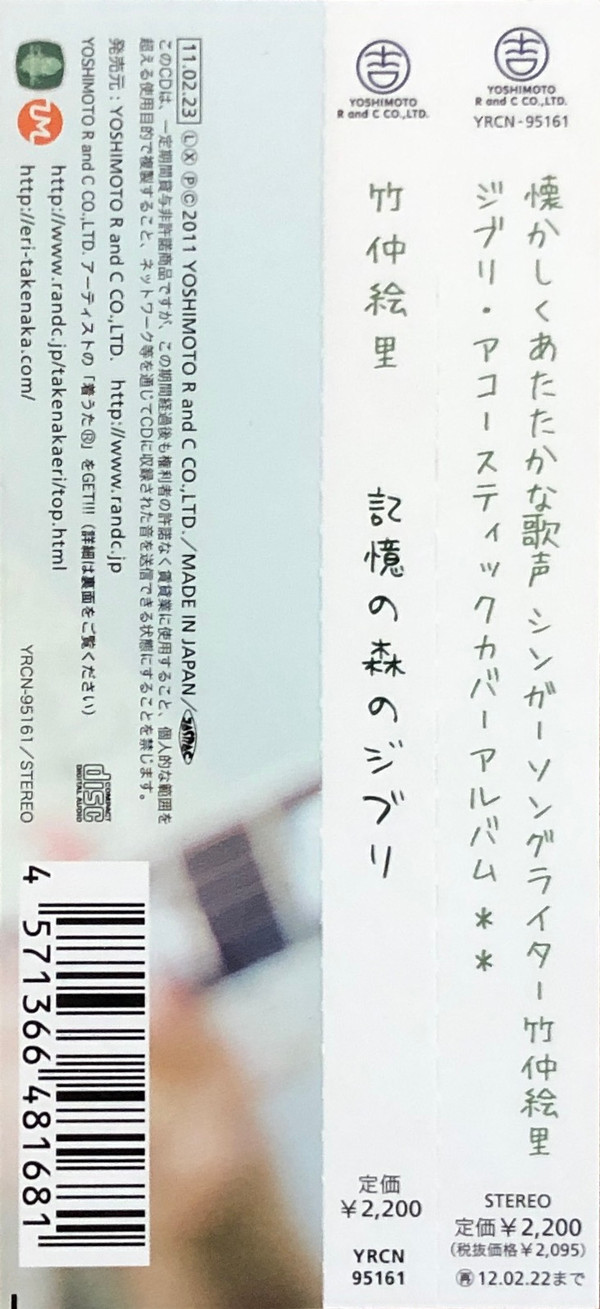 吉
YOSHIMOTO
R and C CO.,LTD.
YRCN-95161
懐かしくあたたかな歌声 シンガーソングライター竹仲絵里
ジブリ・アコースティックカバーアルバム **
STEREO
定価¥2,200
(税抜価格¥2,095)
㊢12.02.22まで
吉
YOSHIMOTO
R and C CO.,LTD.
竹仲絵里
記憶の森のジブリ
定価
¥2,200
YRCN
95161
11.02.23 Ⓛ Ⓧ Ⓟ Ⓒ 2011 YOSHIMOTO R and C CO.,LTD./MADE IN JAPAN/JASRAC
このCDは、一定期間貸与非許諾商品ですが、この期間経過後も権利者の許諾なく賃貸業に使用すること、個人的な範囲を
超える使用目的で複製すること、ネットワーク等を通じてCDに収録された音を送信できる状態にすることを禁じます。
発売元：YOSHIMOTO R and C CO.,LTD. http://www.randc.jp
YOSHIMOTO R and C CO.,LTD. アーティストの「着うた®」をGET!!!（詳細は裏面をご覧ください）
http://www.randc.jp/takenakaeri/top.html
http://eri-takenaka.com/
YRCN-95161/STEREO
COMPACT
disc
DIGITAL AUDIO
4 571366 481681